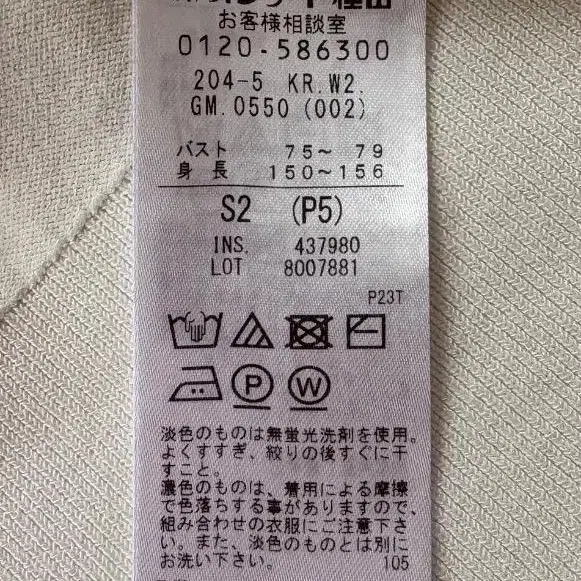 お客様相談室
0120-586300
204-5 KR.W2.
GM.0550 (002)
バスト 75〜 79
身長 150〜156
S2 (P5)
INS. 437980
LOT 8007881
P23T
P W
淡色のものは無蛍光洗剤を使用。
よくすすぎ、絞りの後すぐに干
すこと。
濃色のものは、着用による摩擦
で色落ちする事がありますので、
組み合わせの衣服にご注意下さ
い。また、淡色のものとは別に
お洗い下さい。 105